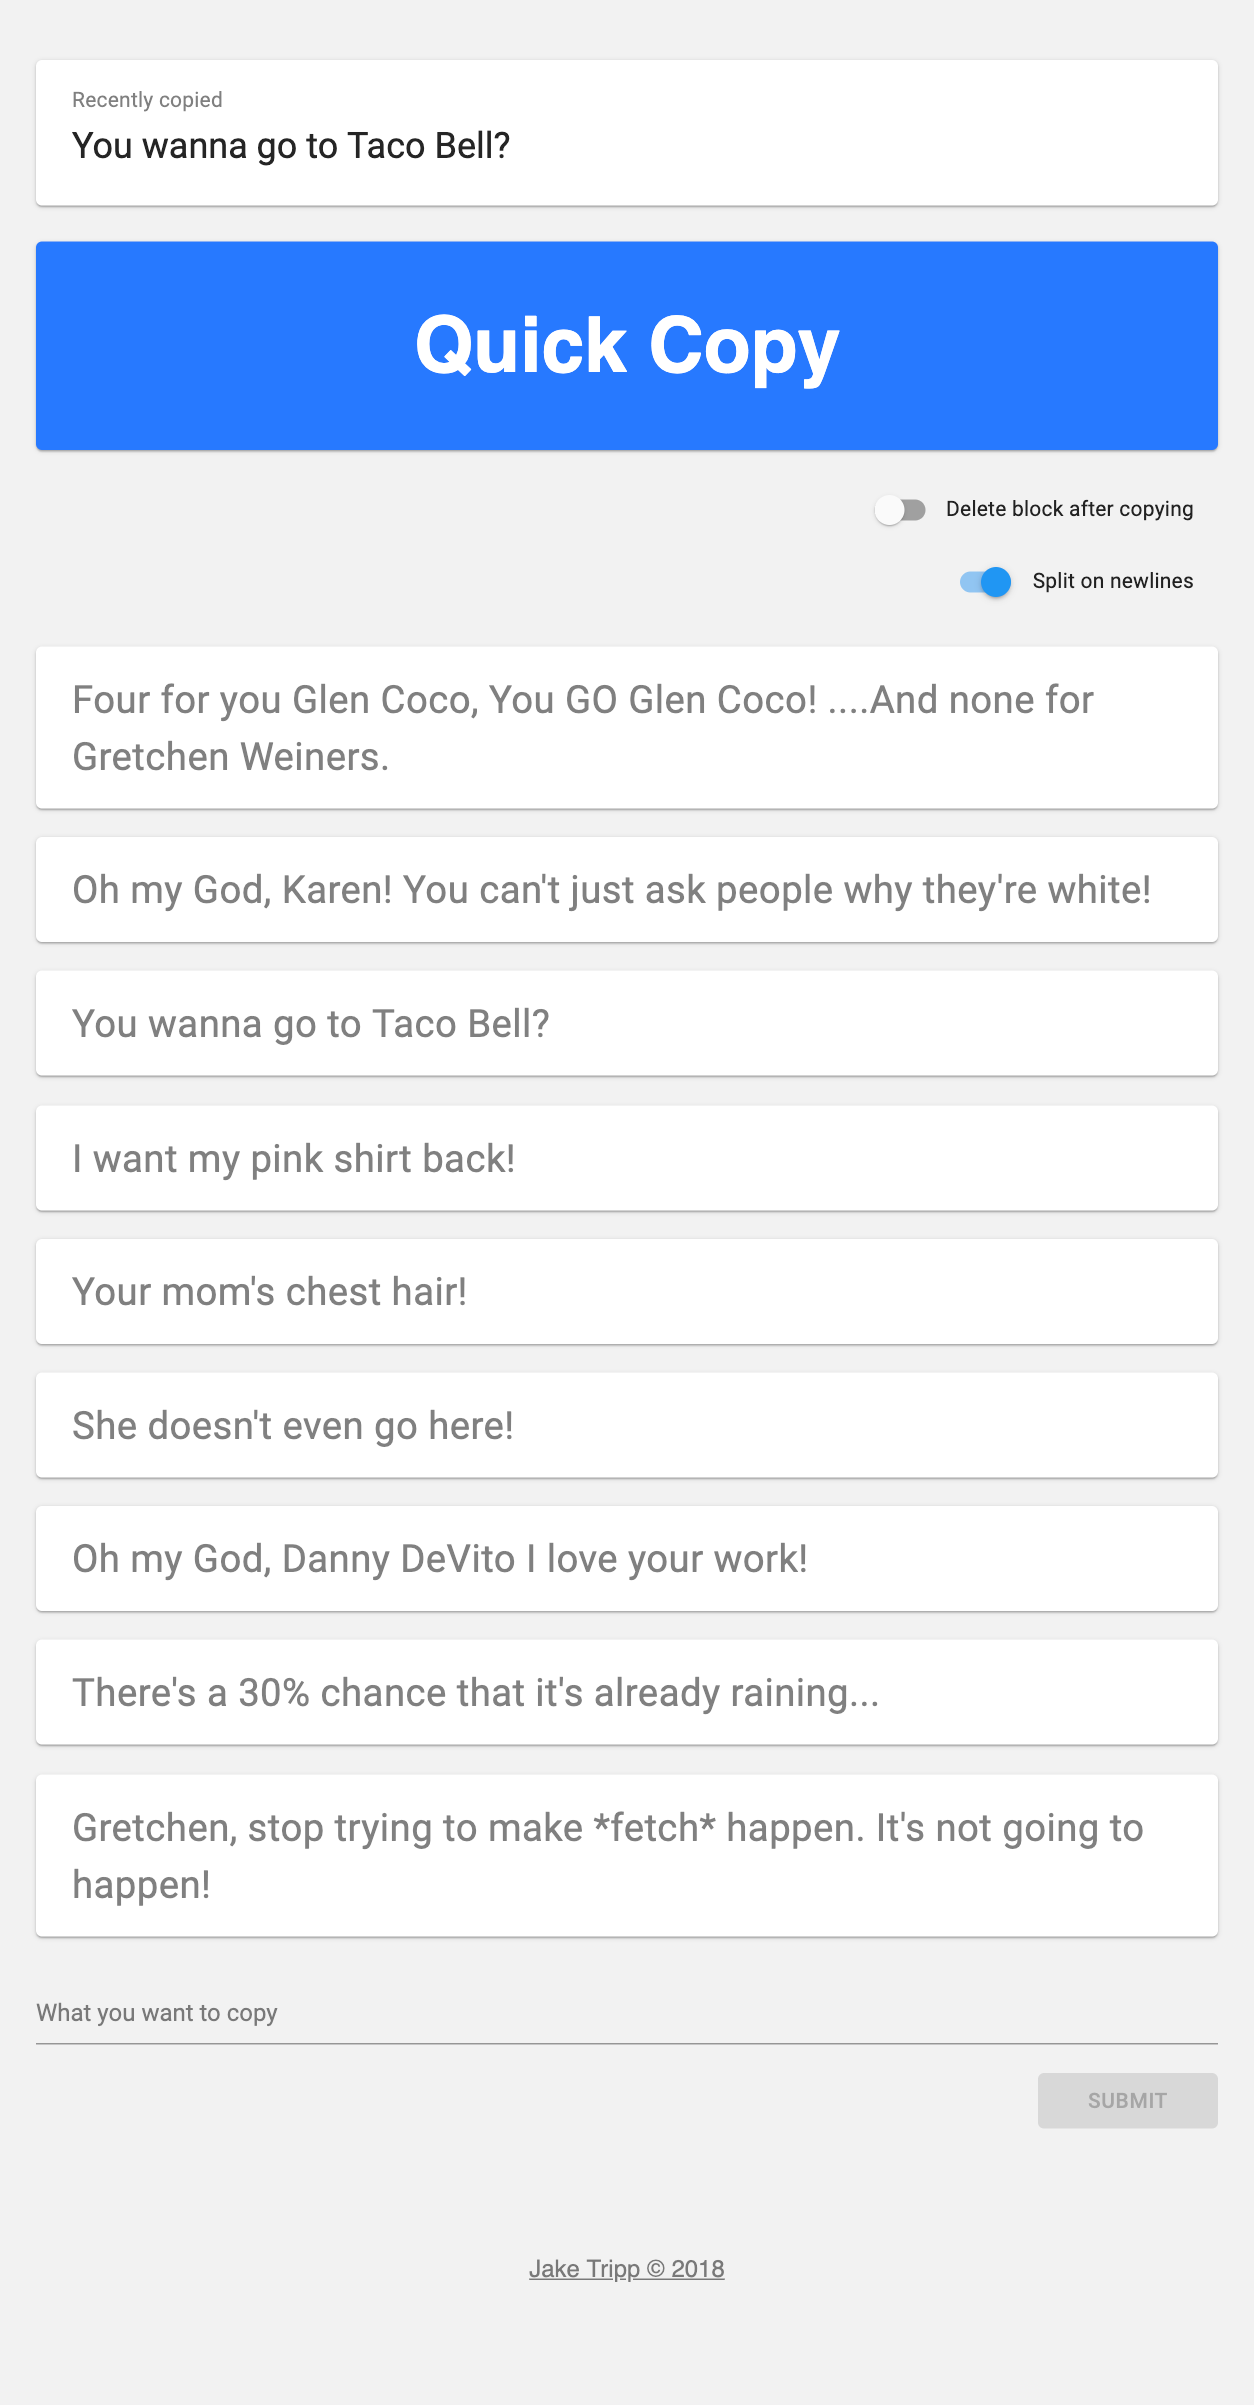 Recently copied
You wanna go to Taco Bell?
Quick Copy
Delete block after copying
Split on newlines
Four for you Glen Coco, You GO Glen Coco! ....And none for
Gretchen Weiners.
Oh my God, Karen! You can't just ask people why they're white!
You wanna go to Taco Bell?
I want my pink shirt back!
Your mom's chest hair!
She doesn't even go here!
Oh my God, Danny DeVito I love your work!
There's a 30% chance that it's already raining...
Gretchen, stop trying to make *fetch* happen. It's not going to
happen!
What you want to copy
SUBMIT
Jake Tripp © 2018